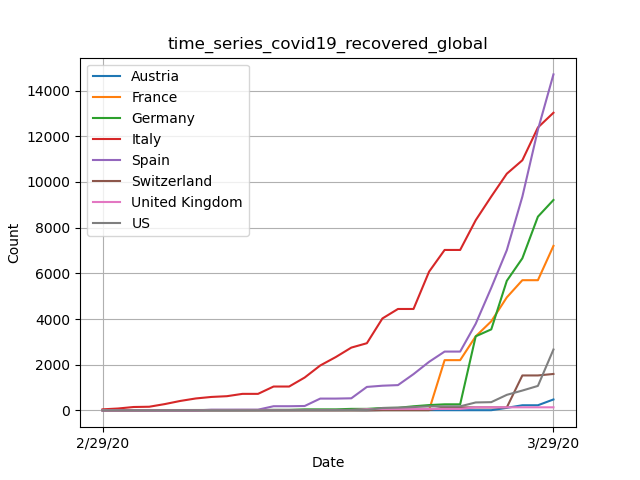 time_series_covid19_recovered_global
Austria
France
Germany
Italy
Spain
Switzerland
United Kingdom
US
14000
12000
10000
8000
6000
4000
2000
0
Count
2/29/20
3/29/20
Date